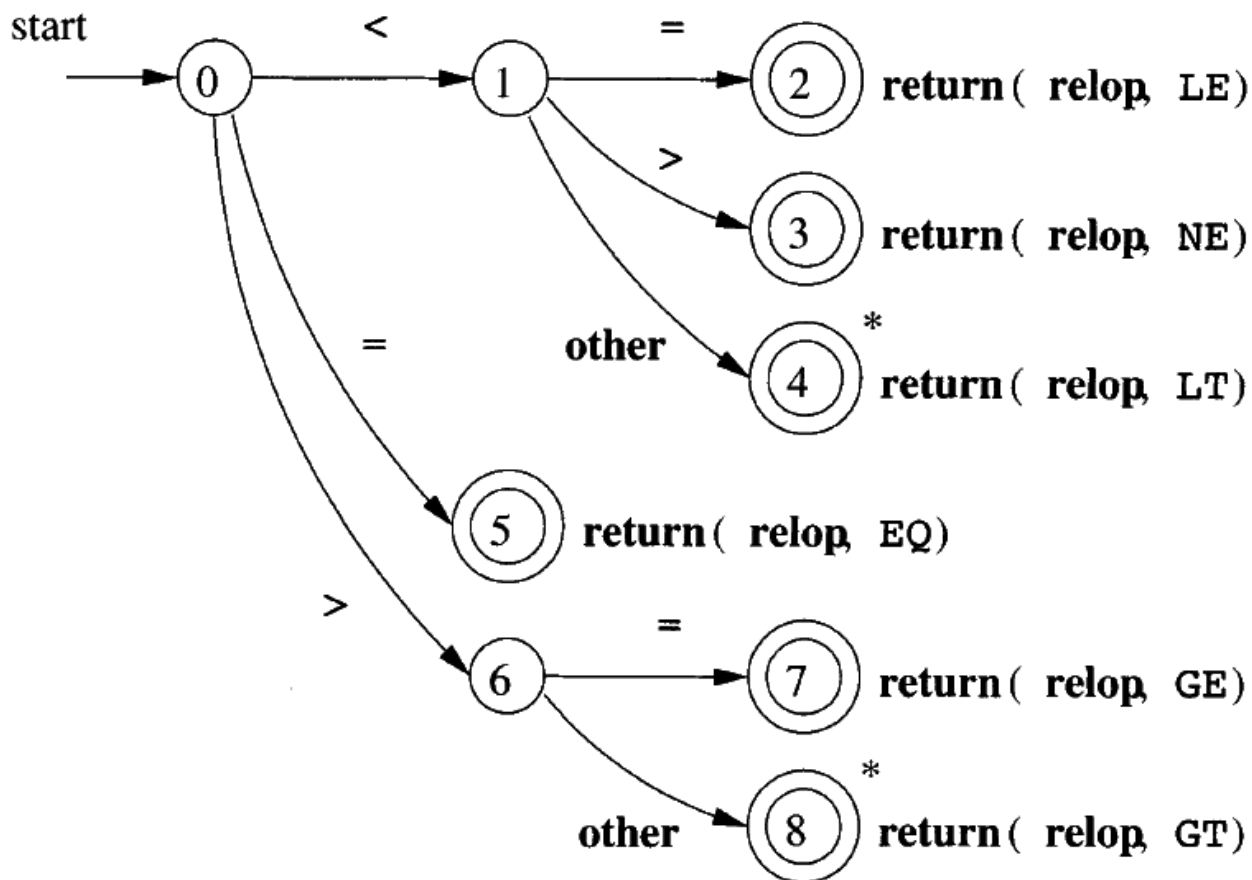 start
<
=
0
1
2
return ( relop, LE)
>
3
return ( relop, NE)
*
=
other
4
return ( relop, LT)
5
return ( relop, EQ)
>
=
6
7
return ( relop, GE)
*
other
8
return ( relop, GT)